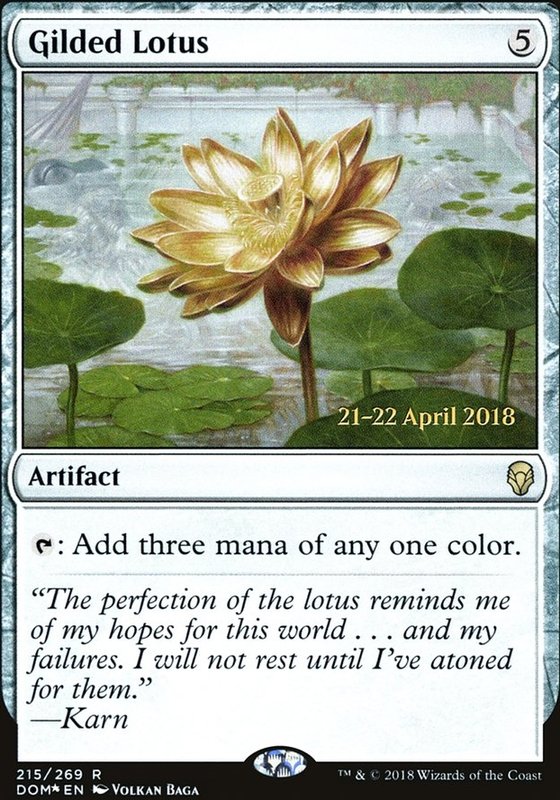 Gilded Lotus 5
21–22 April 2018
Artifact
: Add three mana of any one color.
“The perfection of the lotus reminds me
of my hopes for this world . . . and my
failures. I will not rest until I’ve atoned
for them.”
—Karn
215/269 R
DOM★EN Volkan Baga
™ & © 2018 Wizards of the Coast